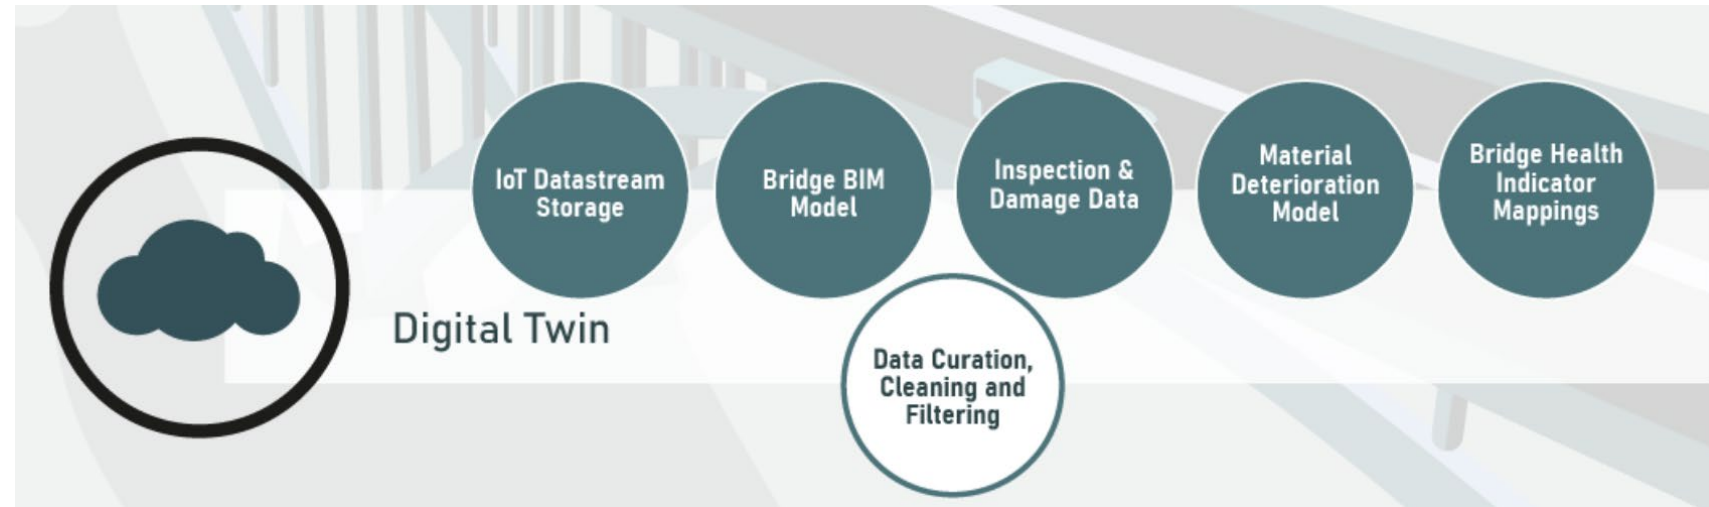 IoT Datastream
Storage
Bridge BIM
Model
Inspection &
Damage Data
Material
Deterioration
Model
Bridge Health
Indicator
Mappings
Digital Twin
Data Curation,
Cleaning and
Filtering